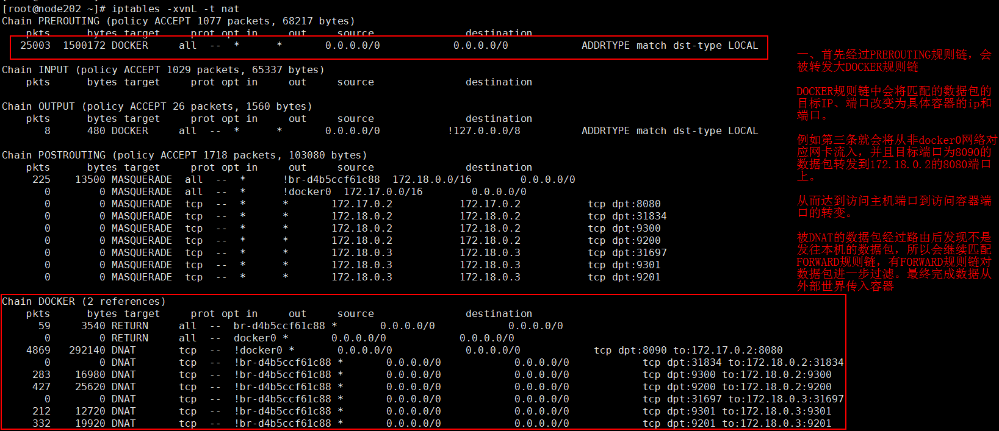 [root@node202 ~]# iptables -xvnL -t nat
Chain PREROUTING (policy ACCEPT 1077 packets, 68217 bytes)
pkts bytes target prot opt in out source destination
25003 1500172 DOCKER all -- * * 0.0.0.0/0 0.0.0.0/0 ADDRTYPE match dst-type LOCAL
Chain INPUT (policy ACCEPT 1029 packets, 65337 bytes)
pkts bytes target prot opt in out source destination
Chain OUTPUT (policy ACCEPT 26 packets, 1560 bytes)
pkts bytes target prot opt in out source destination
8 480 DOCKER all -- * * 0.0.0.0/0 !127.0.0.0/8 ADDRTYPE match dst-type LOCAL
Chain POSTROUTING (policy ACCEPT 1718 packets, 103080 bytes)
pkts bytes target prot opt in out source destination
225 13500 MASQUERADE all -- * !br-d4b5ccf61c88 172.18.0.0/16 0.0.0.0/0
0 0 MASQUERADE all -- * !docker0 172.17.0.0/16 0.0.0.0/0
0 0 MASQUERADE tcp -- * * 172.17.0.2 172.17.0.2 tcp dpt:8080
0 0 MASQUERADE tcp -- * * 172.18.0.2 172.18.0.2 tcp dpt:31834
0 0 MASQUERADE tcp -- * * 172.18.0.2 172.18.0.2 tcp dpt:9300
0 0 MASQUERADE tcp -- * * 172.18.0.2 172.18.0.2 tcp dpt:9200
0 0 MASQUERADE tcp -- * * 172.18.0.3 172.18.0.3 tcp dpt:31697
0 0 MASQUERADE tcp -- * * 172.18.0.3 172.18.0.3 tcp dpt:9301
0 0 MASQUERADE tcp -- * * 172.18.0.3 172.18.0.3 tcp dpt:9201
Chain DOCKER (2 references)
pkts bytes target prot opt in out source destination
59 3540 RETURN all -- br-d4b5ccf61c88 * 0.0.0.0/0 0.0.0.0/0
0 0 RETURN all -- docker0 * 0.0.0.0/0 0.0.0.0/0
4869 292140 DNAT tcp -- !docker0 * 0.0.0.0/0 0.0.0.0/0 tcp dpt:8090 to:172.17.0.2:8080
0 0 DNAT tcp -- !br-d4b5ccf61c88 * 0.0.0.0/0 0.0.0.0/0 tcp dpt:31834 to:172.18.0.2:31834
283 16980 DNAT tcp -- !br-d4b5ccf61c88 * 0.0.0.0/0 0.0.0.0/0 tcp dpt:9300 to:172.18.0.2:9300
427 25620 DNAT tcp -- !br-d4b5ccf61c88 * 0.0.0.0/0 0.0.0.0/0 tcp dpt:9200 to:172.18.0.2:9200
0 0 DNAT tcp -- !br-d4b5ccf61c88 * 0.0.0.0/0 0.0.0.0/0 tcp dpt:31697 to:172.18.0.3:31697
212 12720 DNAT tcp -- !br-d4b5ccf61c88 * 0.0.0.0/0 0.0.0.0/0 tcp dpt:9301 to:172.18.0.3:9301
332 19920 DNAT tcp -- !br-d4b5ccf61c88 * 0.0.0.0/0 0.0.0.0/0 tcp dpt:9201 to:172.18.0.3:9201
一、首先经过PREROUTING规则链，会
被转发大DOCKER规则链
DOCKER规则链中会将匹配的数据包的
目标IP、端口改变为具体容器的ip和
端口。
例如第三条就会将从非docker0网络对
应网卡流入，并且目标端口为8090的
数据包转发到172.18.0.2的8080端口
上。
从而达到访问主机端口到访问容器端
口的转变。
被DNAT的数据包经过路由后发现不是
发往本机的数据包，所以会继续匹配
FORWARD规则链，有FORWARD规则链对
数据包进一步过滤。最终完成数据从
外部世界传入容器